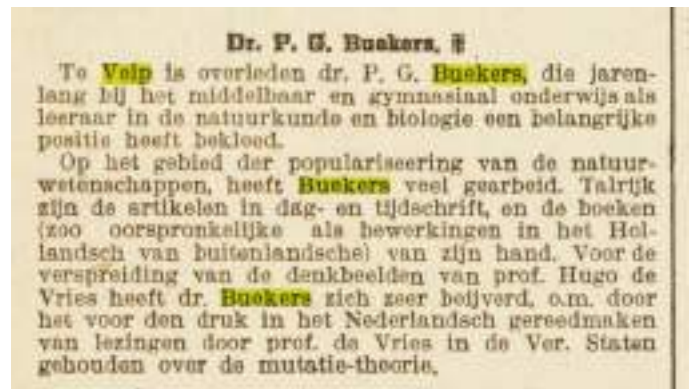 Dr. P. G. Buekers, †
Te Velp is overleden dr. P. G. Buekers, die jaren-
lang bij het middelbaar en gymnasiaal onderwijs als
leeraar in de natuurkunde en biologie een belangrijke
positie heeft bekleed.
Op het gebied der populariseering van de natuur-
wetenschappen, heeft Buekers veel gearbeid. Talrijk
zijn de artikelen in dag- en tijdschrift, en de boeken
(zoo oorspronkelijke als bewerkingen in het Hol-
landsch van buitenlandsche) van zijn hand. Voor de
verspreiding van de denkbeelden van prof. Hugo de
Vries heeft dr. Buekers zich zeer beijverd, o.m. door
het voor den druk in het Nederlandsch gereedmaken
van lezingen door prof. de Vries in de Ver. Staten
gehouden over de mutatie-theorie.